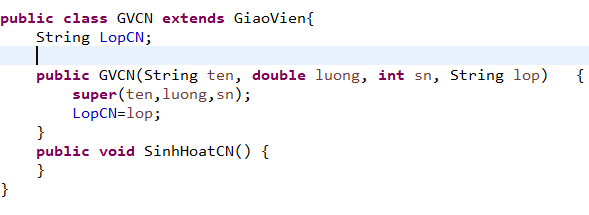 public class GVCN extends GiaoVien{
    String LopCN;

    public GVCN(String ten, double luong, int sn, String lop)   {
        super(ten,luong,sn);
        LopCN=lop;
    }
    public void SinhHoatCN() {
    }
}